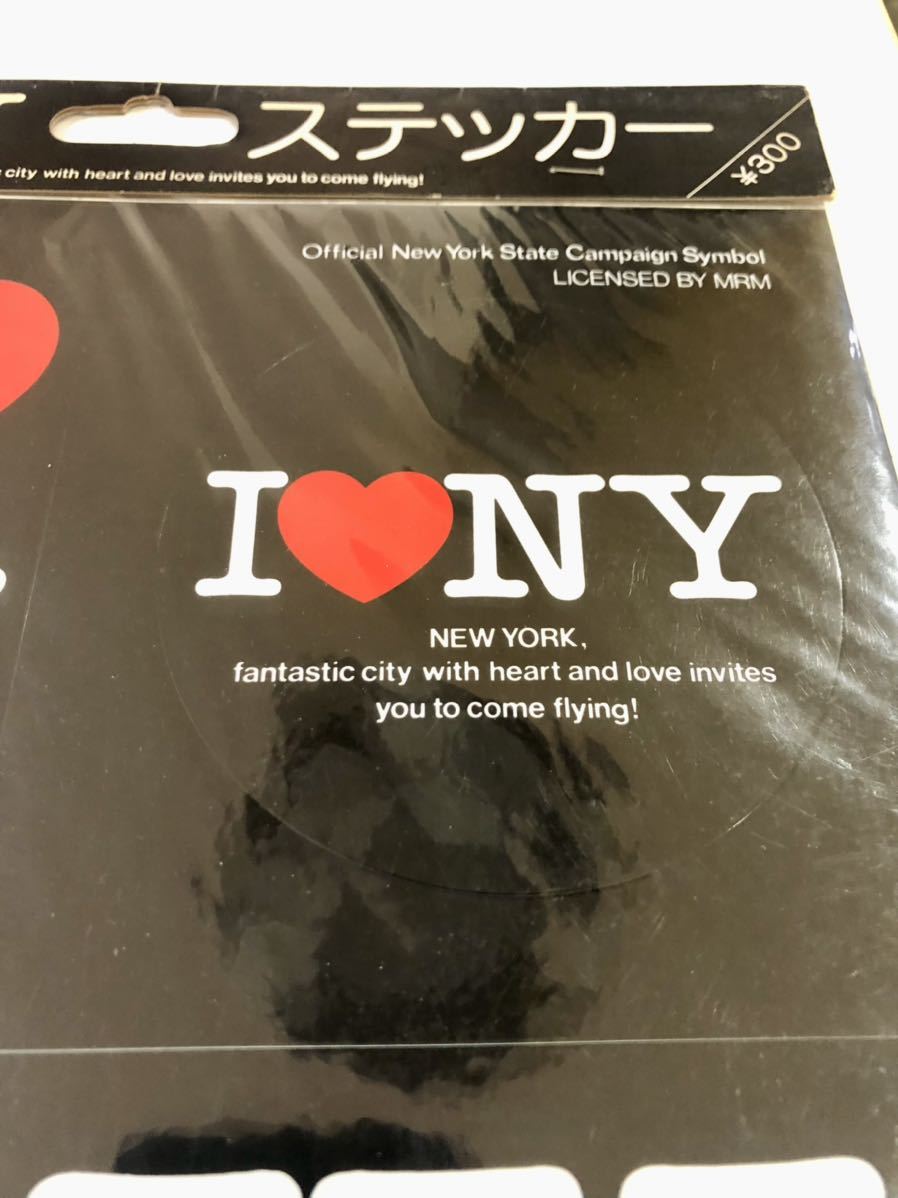 ステッカー
¥300
city with heart and love invites you to come flying!
Official New York State Campaign Symbol
LICENSED BY MRM
I❤NY
NEW YORK,
fantastic city with heart and love invites
you to come flying!